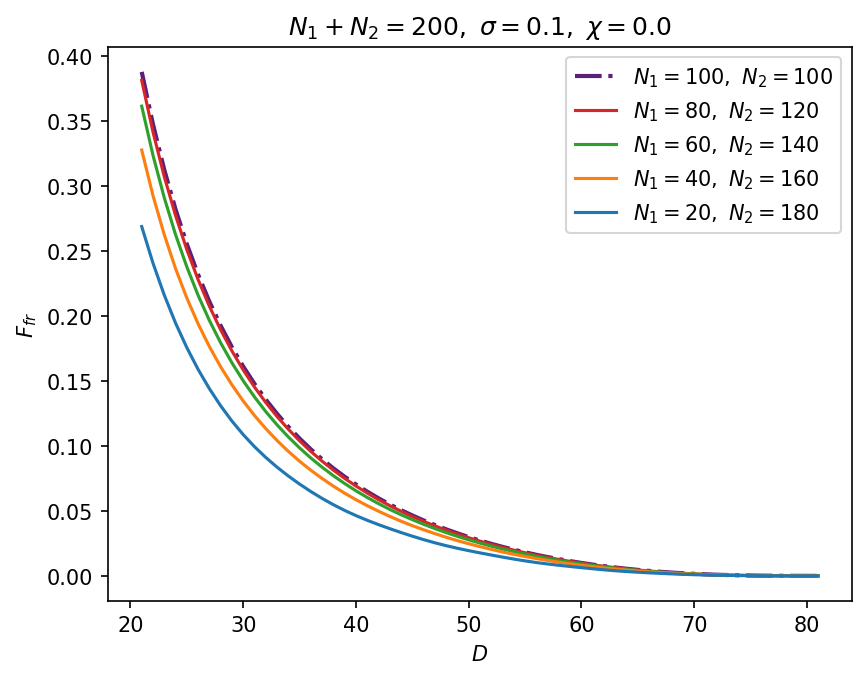 N₁ + N₂ = 200, σ = 0.1, χ = 0.0
N₁ = 100, N₂ = 100
N₁ = 80, N₂ = 120
N₁ = 60, N₂ = 140
N₁ = 40, N₂ = 160
N₁ = 20, N₂ = 180
0.40
0.35
0.30
0.25
0.20
0.15
0.10
0.05
0.00
F_{fr}
20 30 40 50 60 70 80
D